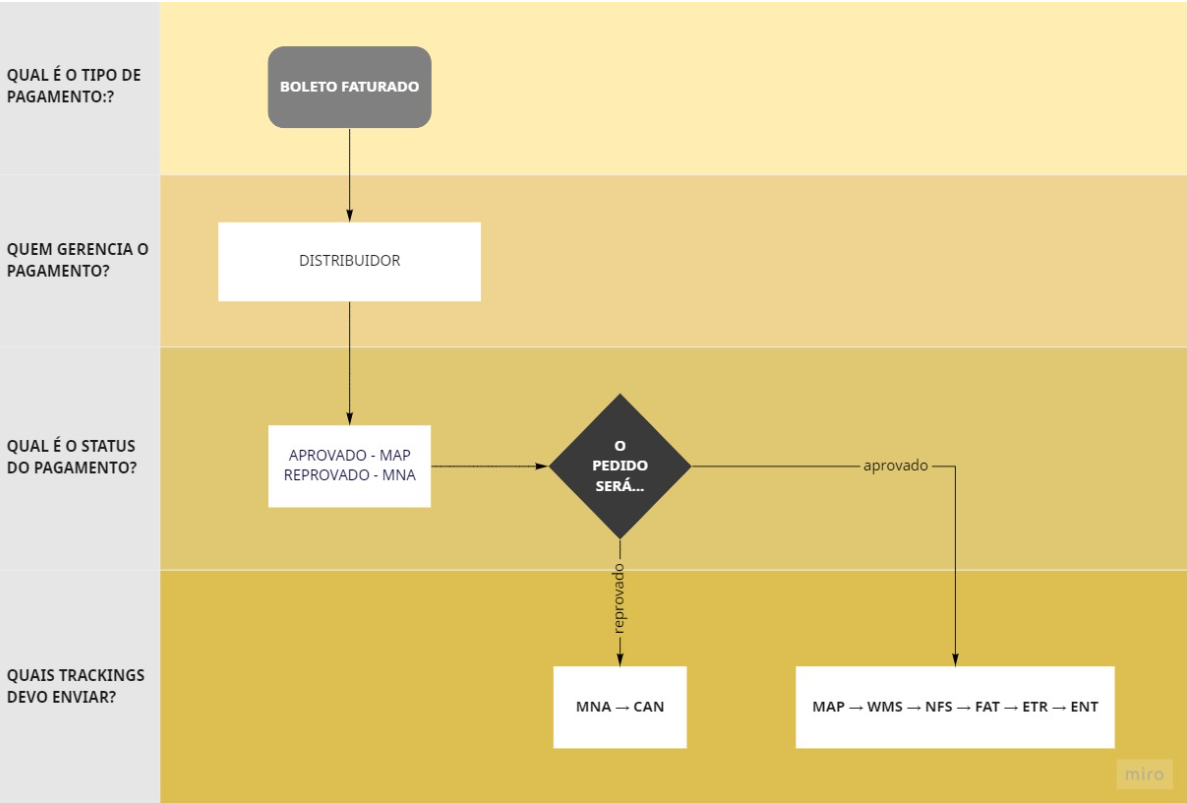 QUAL É O TIPO DE
PAGAMENTO:?
BOLETO FATURADO
QUEM GERENCIA O
PAGAMENTO?
DISTRIBUIDOR
QUAL É O STATUS
DO PAGAMENTO?
APROVADO - MAP
REPROVADO - MNA
O
PEDIDO
SERÁ...
aprovado
reprovado
QUAIS TRACKINGS
DEVO ENVIAR?
MNA → CAN
MAP → WMS → NFS → FAT → ETR → ENT
miro